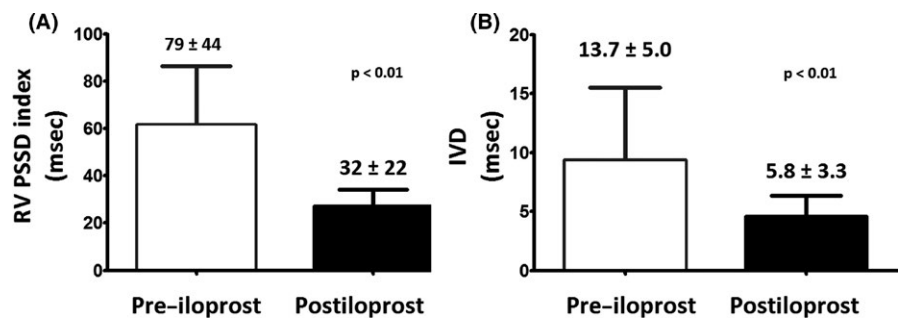 (A)
RV PSSD index
(msec)
100
80
60
40
20
0
79 ± 44
p < 0.01
32 ± 22
Pre-iloprost Postiloprost
(B)
IVD
(msec)
20
15
10
5
0
13.7 ± 5.0
p < 0.01
5.8 ± 3.3
Pre-iloprost Postiloprost